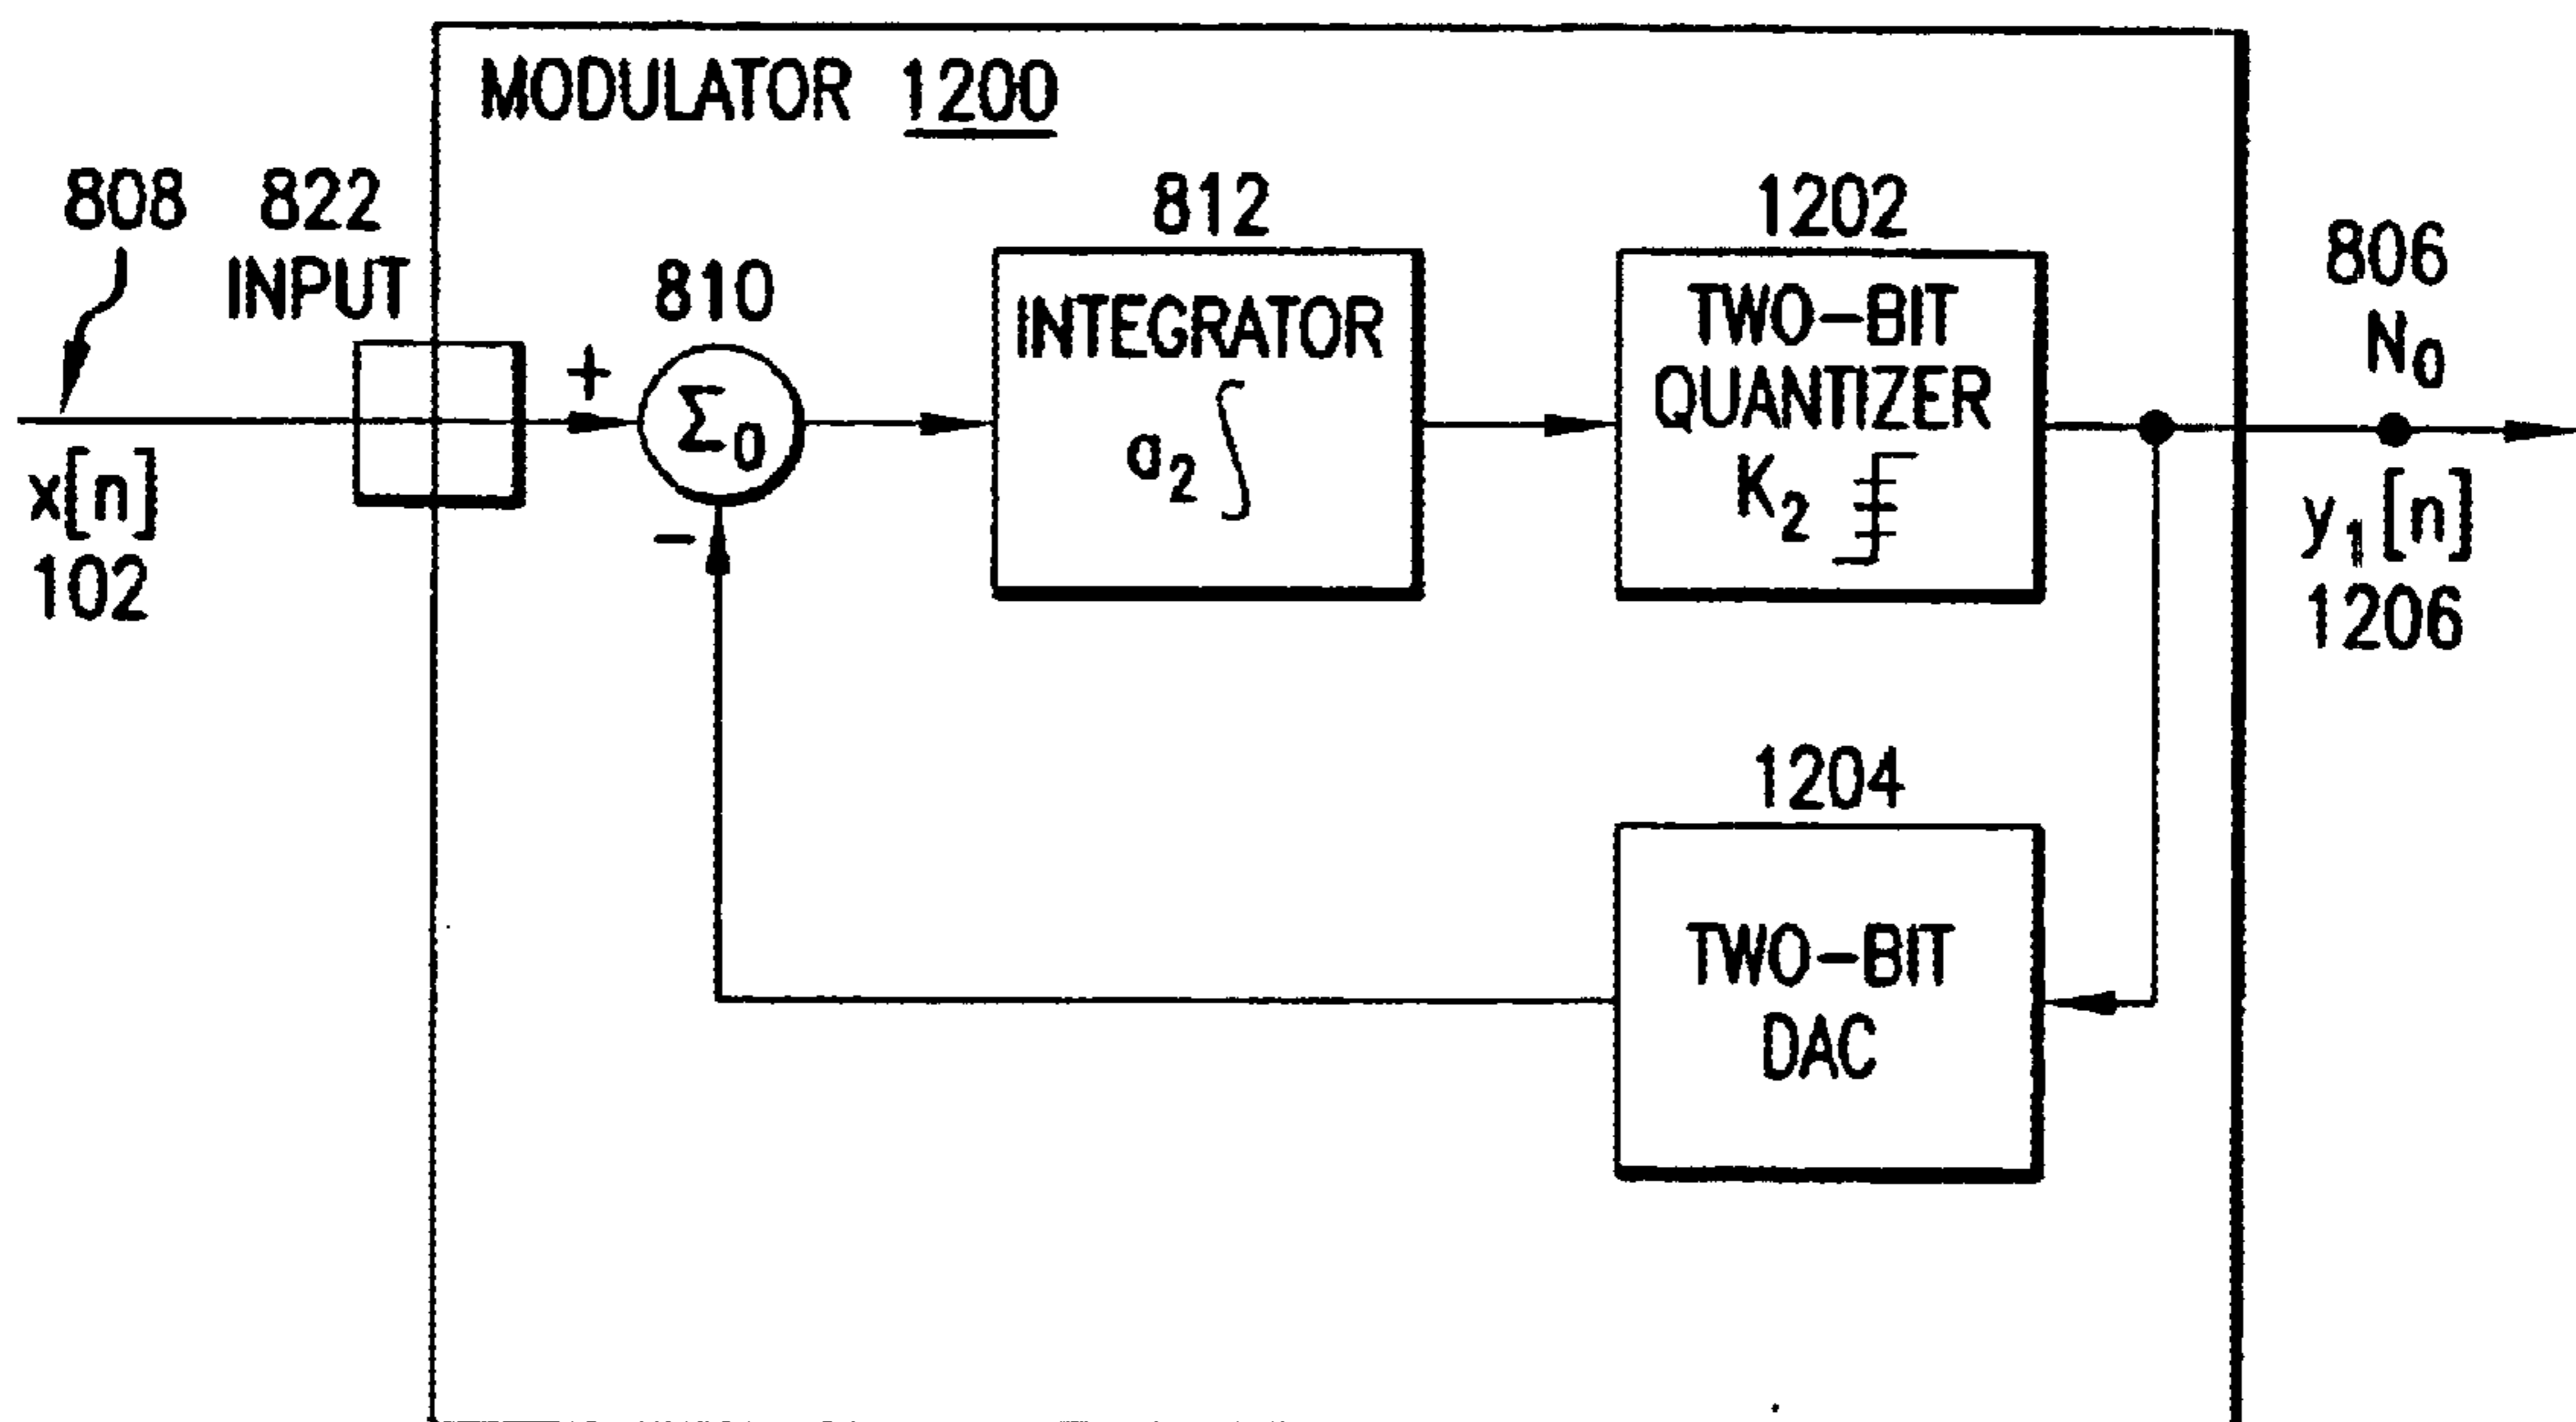 MODULATOR 1200
808
822
INPUT
x[n]
102
+
810
Σ0
-
812
INTEGRATOR
a2 ∫
1202
TWO-BIT
QUANTIZER
K2
806
N0
y1[n]
1206
1204
TWO-BIT
DAC